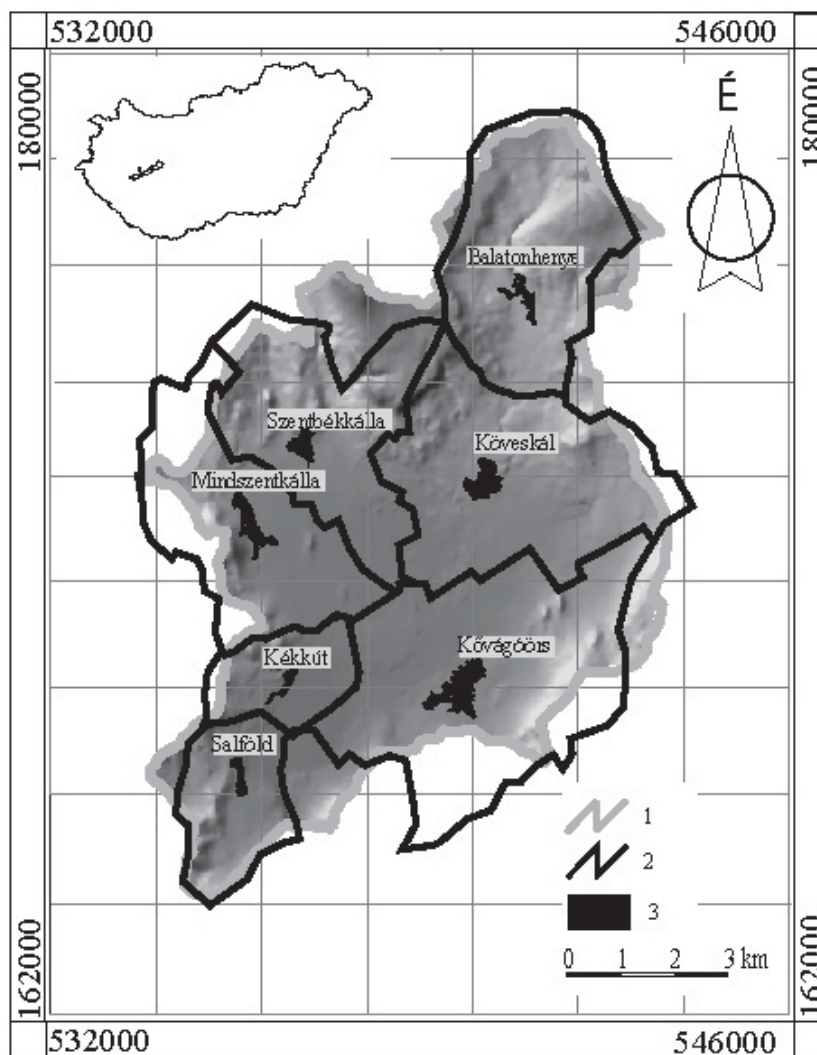 532000
546000
180000
180000
É
Balatonhenye
Szentbékkálla
Köveskál
Mindszentkálla
Kővágóörs
Kékkút
Salföld
1
2
3
0 1 2 3 km
162000
162000
532000
546000